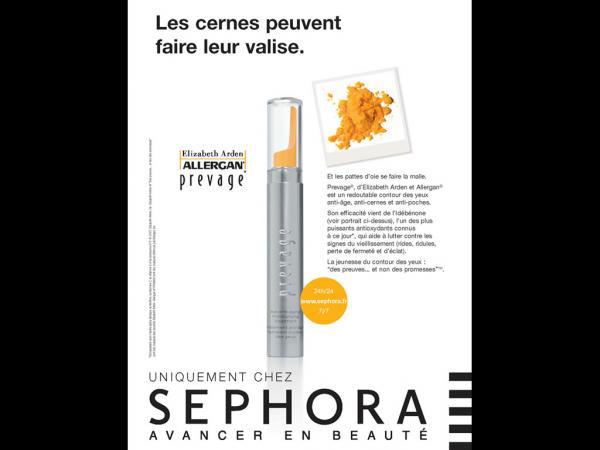 Les cernes peuvent
faire leur valise.
Elizabeth Arden
ALLERGAN
prevage®
Et les pattes d'oie se faire la malle.
Prevage®, d'Elizabeth Arden et Allergan®
est un redoutable contour des yeux
anti-âge, anti-cernes et anti-poches.
Son efficacité vient de l'Idébénone
(voir portrait ci-dessus), l'un des plus
puissants antioxydants connus
à ce jour*, qui aide à lutter contre les
signes du vieillissement (rides, ridules,
perte de fermeté et d'éclat).
La jeunesse du contour des yeux :
"des preuves... et non des promesses"™.
prevage
24h/24
www.sephora.fr
7j/7
UNIQUEMENT CHEZ
SEPHORA
AVANCER EN BEAUTÉ